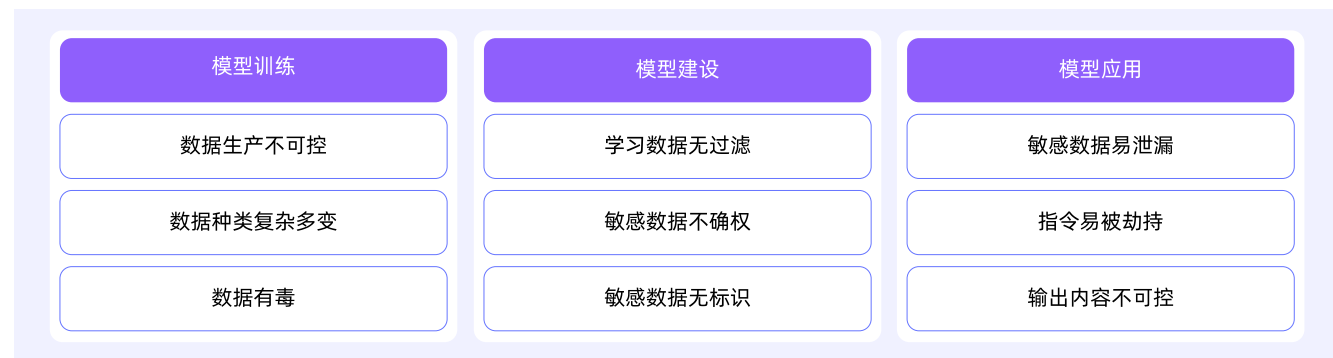 模型训练
数据生产不可控
数据种类复杂多变
数据有毒
模型建设
学习数据无过滤
敏感数据不确权
敏感数据无标识
模型应用
敏感数据易泄漏
指令易被劫持
输出内容不可控